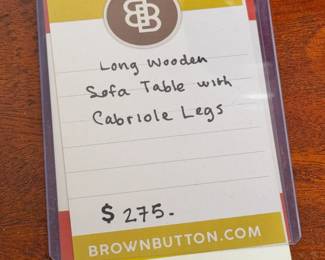 BB
Long Wooden
Sofa Table with
Cabriole Legs
$ 275.-
BROWNBUTTON.COM